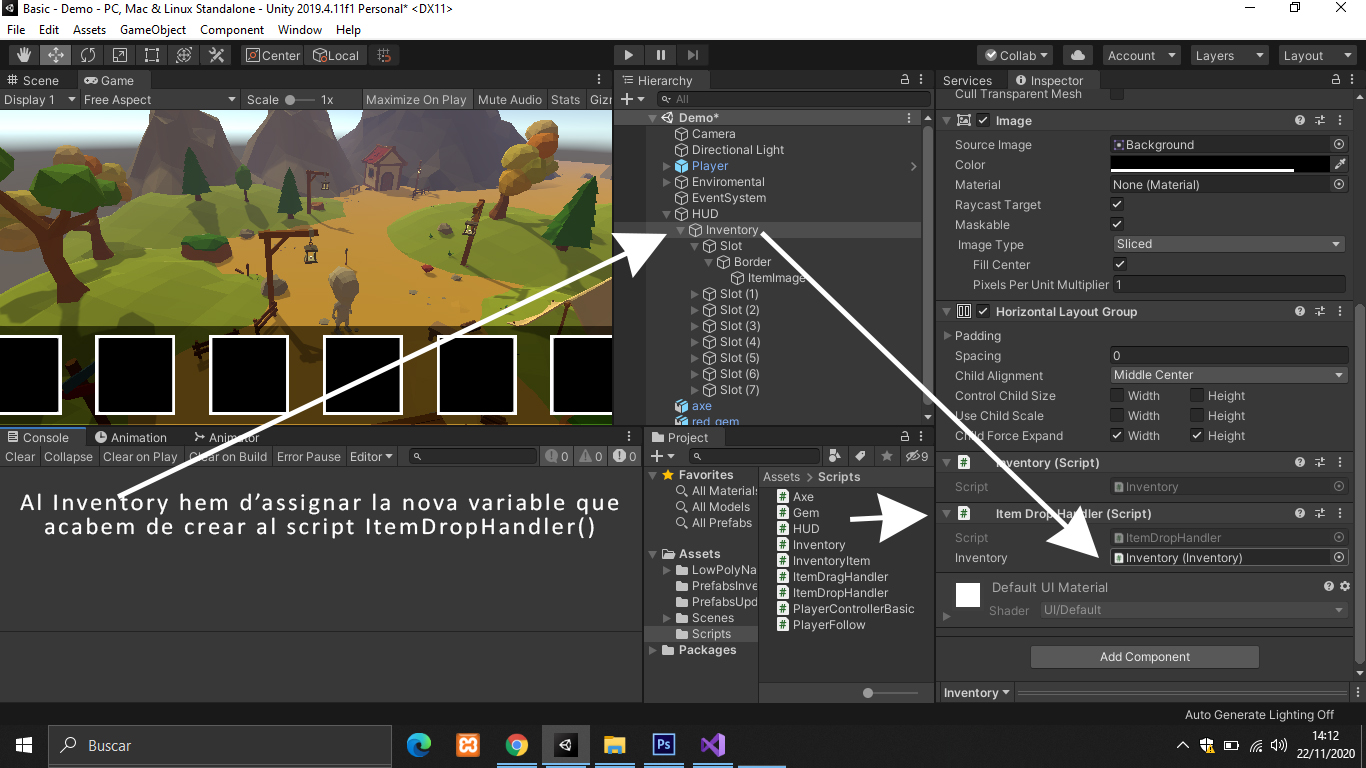 Basic - Demo - PC, Mac & Linux Standalone - Unity 2019.4.11f1 Personal* <DX11>
File Edit Assets GameObject Component Window Help
Center Local
Collab Account Layers Layout
Scene Game
Display 1 Free Aspect Scale 1x Maximize On Play Mute Audio Stats Giz
Hierarchy
All
Demo*
Camera
Directional Light
Player
Enviromental
EventSystem
HUD
Inventory
Slot
Border
ItemImage
Slot (1)
Slot (2)
Slot (3)
Slot (4)
Slot (5)
Slot (6)
Slot (7)
axe
red_gem
Services Inspector
Cull Transparent Mesh
Image
Source Image Background
Color
Material None (Material)
Raycast Target
Maskable
Image Type Sliced
Fill Center
Pixels Per Unit Multiplier 1
Horizontal Layout Group
Padding
Spacing 0
Child Alignment Middle Center
Control Child Size Width Height
Use Child Scale Width Height
Child Force Expand Width Height
Inventory (Script)
Script Inventory
Item Drop Handler (Script)
Script ItemDropHandler
Inventory Inventory (Inventory)
Default UI Material
Shader UI/Default
Add Component
Inventory
Console Animation Animator
Clear Collapse Clear on Play Clear on Build Error Pause Editor 0 0 0
Al Inventory hem d'assignar la nova variable que
acabem de crear al script ItemDropHandler()
Project
9
Favorites
All Materials
All Models
All Prefabs
Assets
LowPolyNa
PrefabsInve
PrefabsUpd
Scenes
Scripts
Packages
Assets > Scripts
Axe
Gem
HUD
Inventory
InventoryItem
ItemDragHandler
ItemDropHandler
PlayerControllerBasic
PlayerFollow
Auto Generate Lighting Off
Buscar
Ps
14:12
22/11/2020